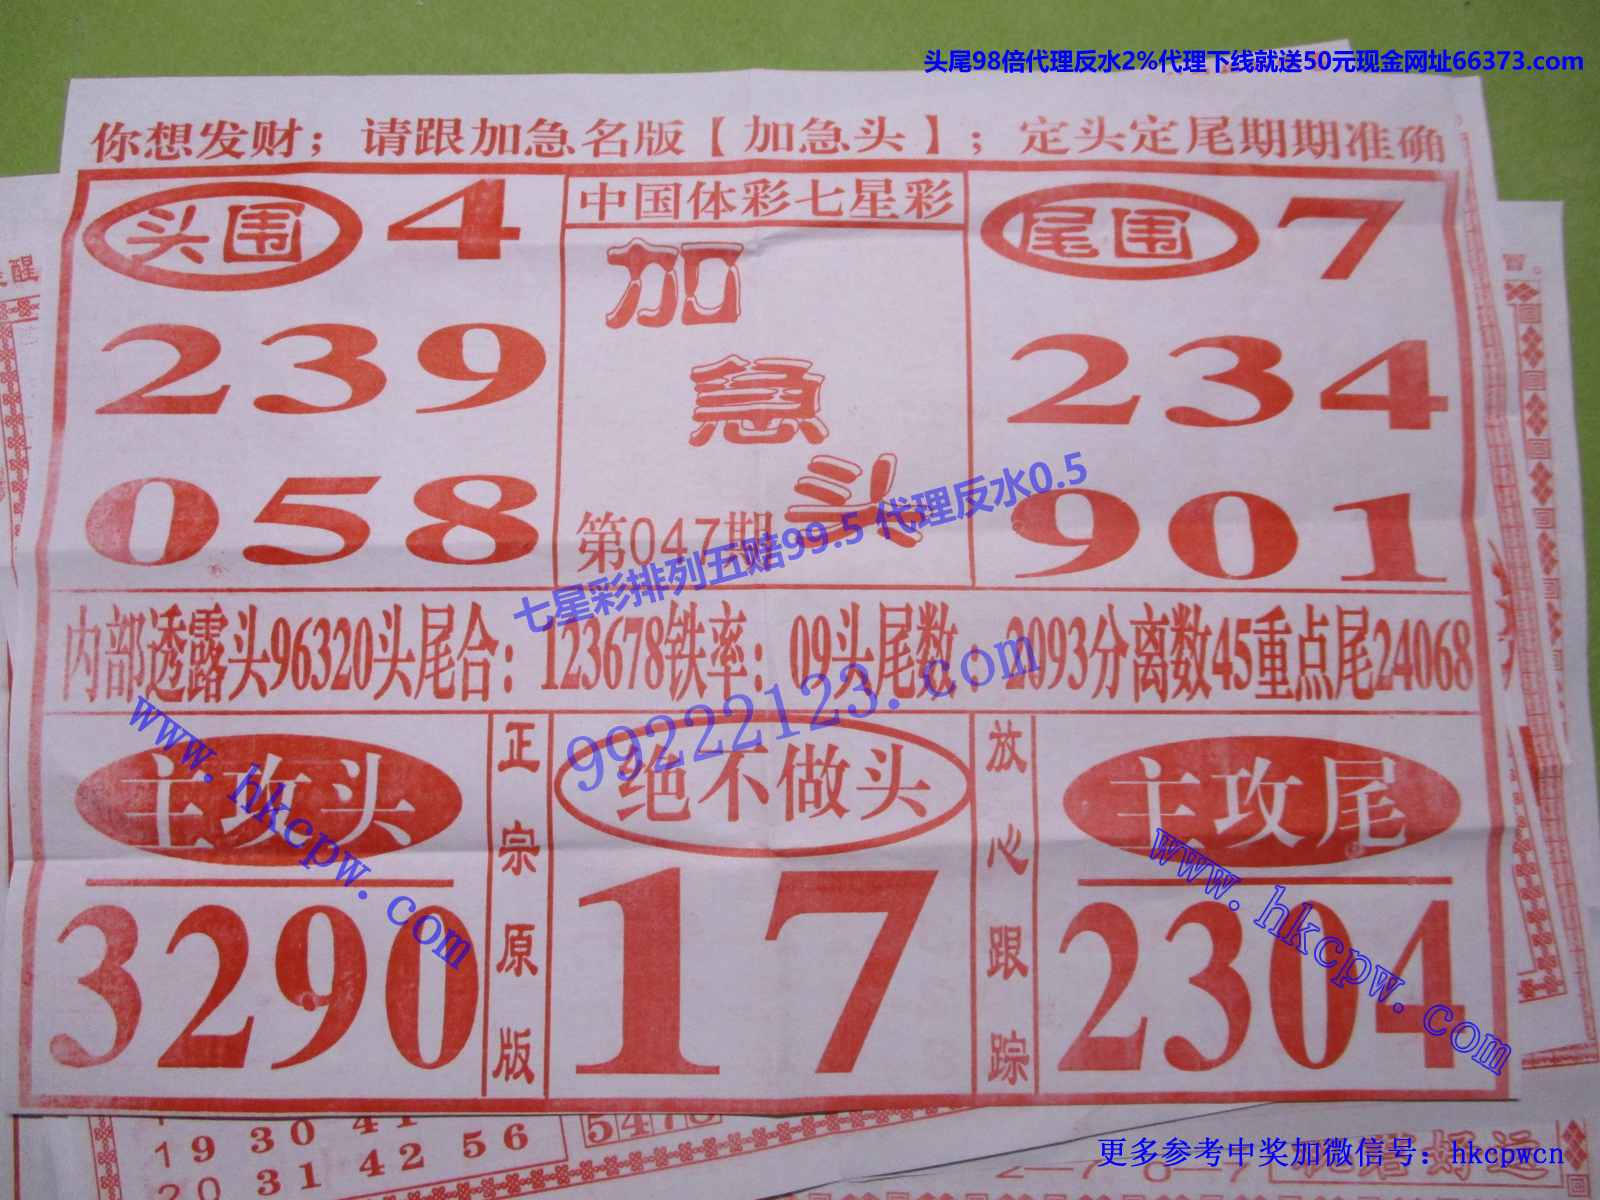 头尾98倍代理反水2%代理下线就送50元现金网址66373.com
你想发财；请跟加急名版【加急头】；定头定尾期期准确
头围 4
239
058
中国体彩七星彩
加
急
头
第047期
尾围 7
234
901
七星彩排列五赔99.5 代理反水0.5
内部透露头96320头尾合：123678铁率：09头尾数：2093分离数45重点尾24068
99222123.com
主攻头
3290
正宗原版
绝不做头
17
放心跟踪
主攻尾
2304
www.hkcpw.com
www.hkcpw.com
醒
19 30 41
20 31 42 56
5478
更多参考中奖加微信号：hkcpwcn